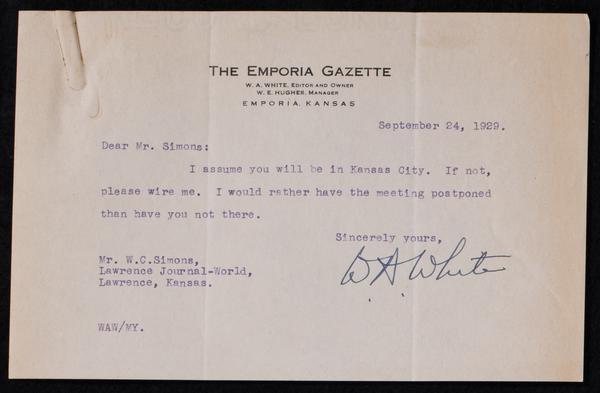 THE EMPORIA GAZETTE
W. A. WHITE, EDITOR AND OWNER
W. E. HUGHES, MANAGER
EMPORIA, KANSAS
September 24, 1929.
Dear Mr. Simons:
I assume you will be in Kansas City. If not,
please wire me. I would rather have the meeting postponed
than have you not there.
Sincerely yours,
W A White
Mr. W.C.Simons,
Lawrence Journal-World,
Lawrence, Kansas.
WAW/MY.